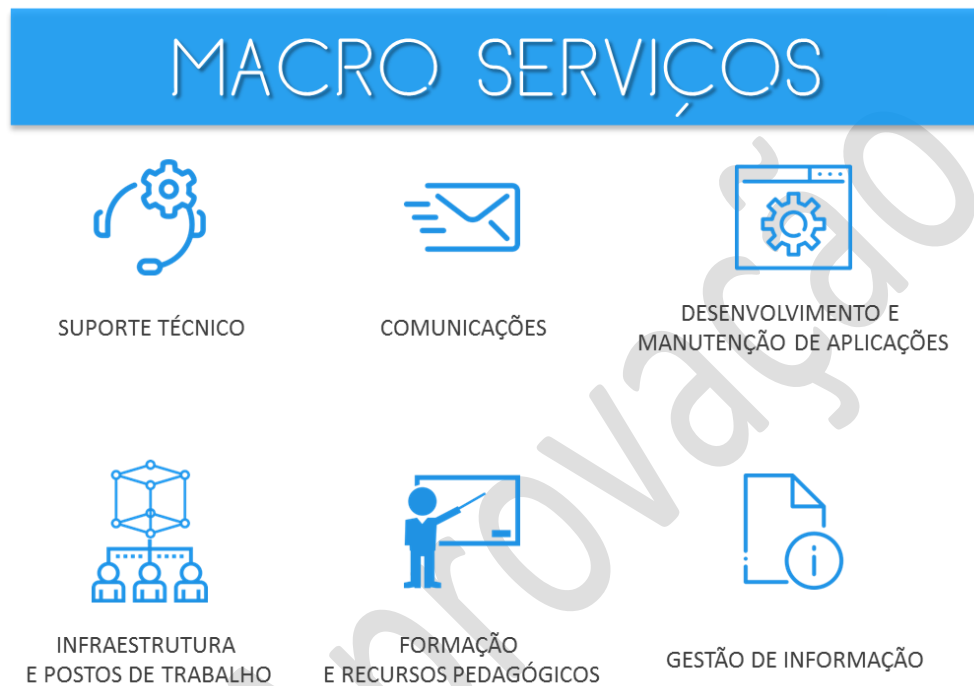 MACRO SERVIÇOS
SUPORTE TÉCNICO
COMUNICAÇÕES
DESENVOLVIMENTO E
MANUTENÇÃO DE APLICAÇÕES
INFRAESTRUTURA
E POSTOS DE TRABALHO
FORMAÇÃO
E RECURSOS PEDAGÓGICOS
GESTÃO DE INFORMAÇÃO